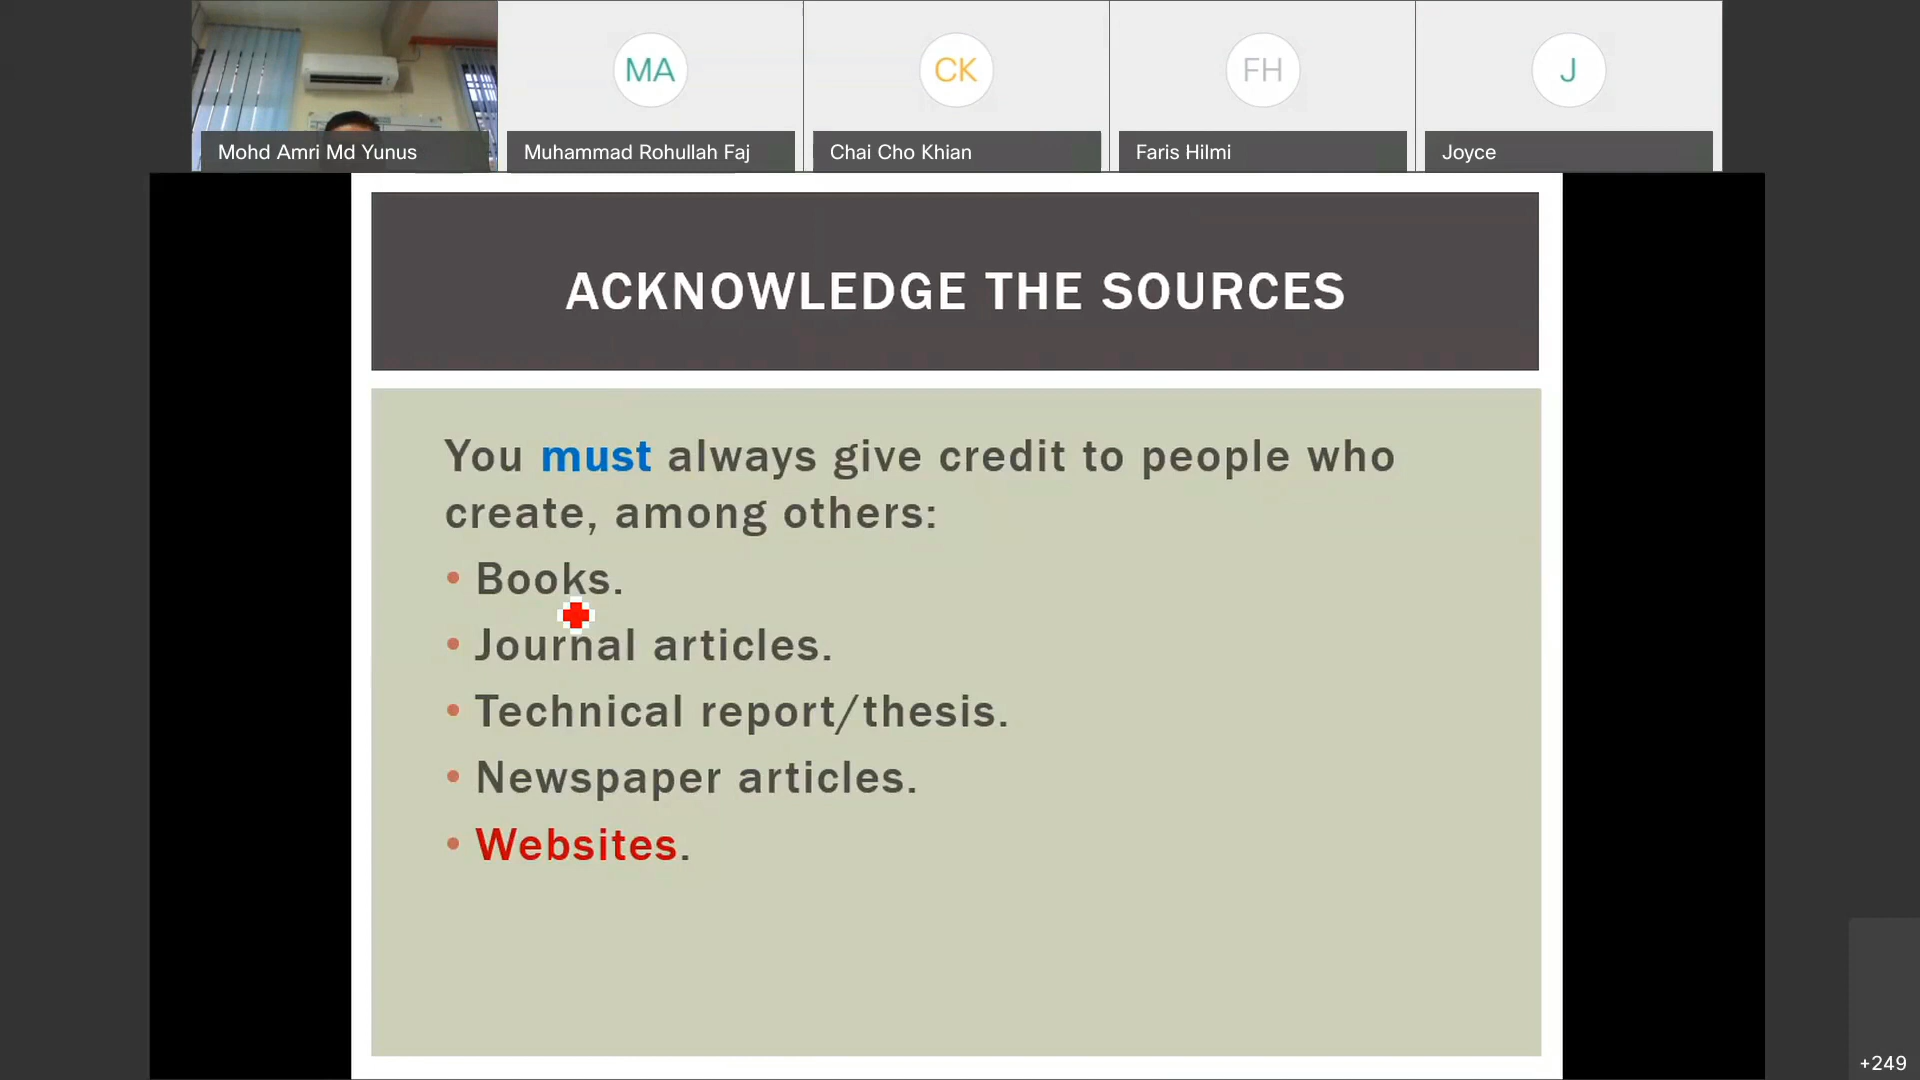 MA
CK
FH
J
Mohd Amri Md Yunus
Muhammad Rohullah Faj
Chai Cho Khian
Faris Hilmi
Joyce
ACKNOWLEDGE THE SOURCES
You must always give credit to people who
create, among others:
• Books.
• Journal articles.
• Technical report/thesis.
• Newspaper articles.
• Websites.
+249